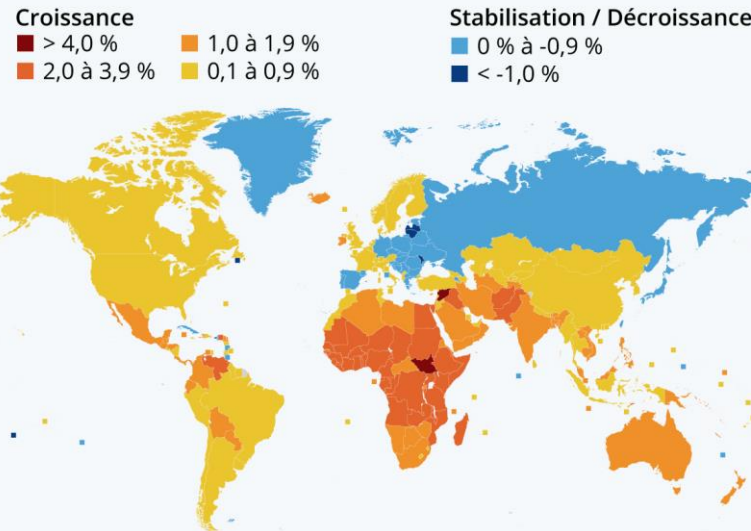 Croissance
> 4,0 %
1,0 à 1,9 %
2,0 à 3,9 %
0,1 à 0,9 %
Stabilisation / Décroissance
0 % à -0,9 %
< -1,0 %